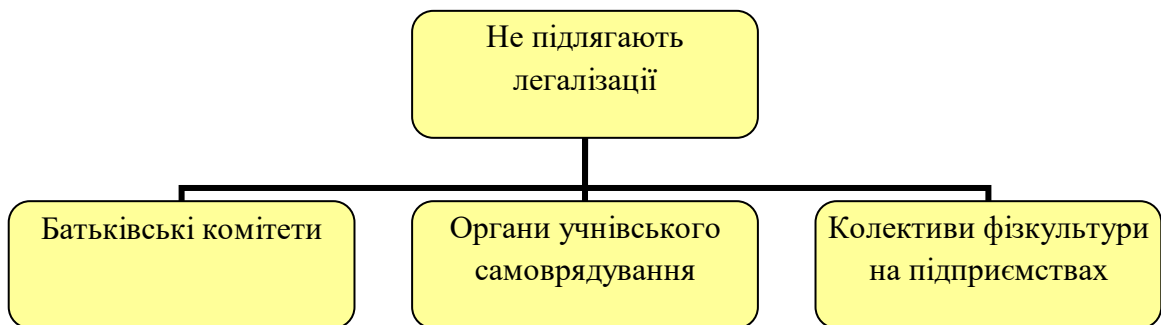 Не підлягають
легалізації
Батьківські комітети
Органи учнівського
самоврядування
Колективи фізкультури
на підприємствах